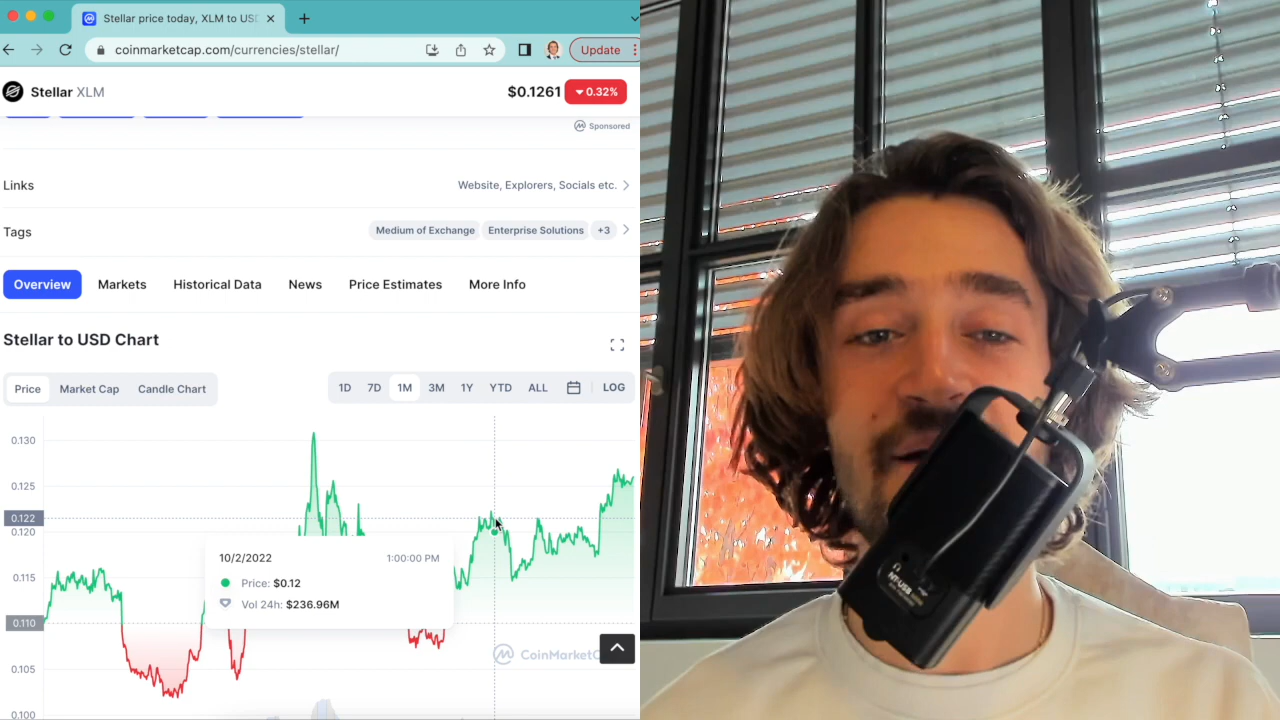 Stellar price today, XLM to USD
coinmarketcap.com/currencies/stellar/
Update
Stellar XLM
$0.1261
0.32%
Sponsored
Links
Website, Explorers, Socials etc.
Tags
Medium of Exchange
Enterprise Solutions
+3
Overview
Markets
Historical Data
News
Price Estimates
More Info
Stellar to USD Chart
Price
Market Cap
Candle Chart
1D
7D
1M
3M
1Y
YTD
ALL
LOG
0.130
0.125
0.122
0.120
0.115
0.110
0.105
0.100
10/2/2022
1:00:00 PM
Price: $0.12
Vol 24h: $236.96M
CoinMarketC
NT-USB